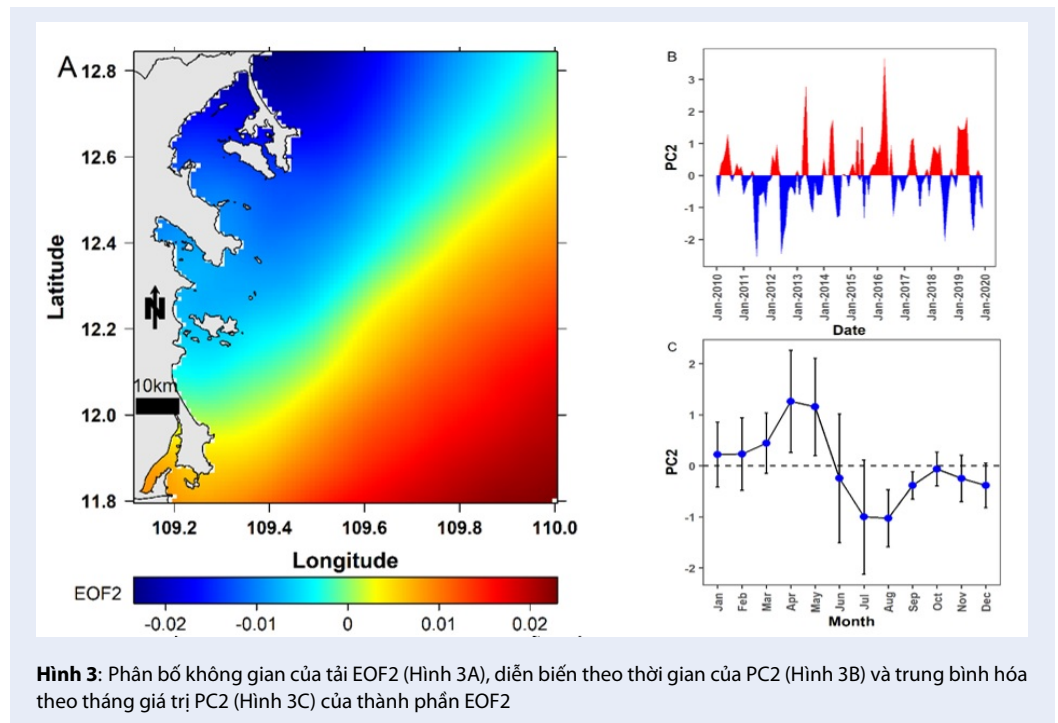 A
12.8
12.6
12.4
12.2
12.0
11.8
Latitude
N
10km
109.2 109.4 109.6 109.8 110.0
Longitude
EOF2
-0.02 -0.01 0 0.01 0.02
B
3
2
1
0
-1
-2
PC2
Jan-2010 Jan-2011 Jan-2012 Jan-2013 Jan-2014 Jan-2015 Jan-2016 Jan-2017 Jan-2018 Jan-2019 Jan-2020
Date
C
2
1
0
-1
-2
PC2
Jan Feb Mar Apr May Jun Jul Aug Sep Oct Nov Dec
Month
Hình 3: Phân bố không gian của tải EOF2 (Hình 3A), diễn biến theo thời gian của PC2 (Hình 3B) và trung bình hóa
theo tháng giá trị PC2 (Hình 3C) của thành phần EOF2